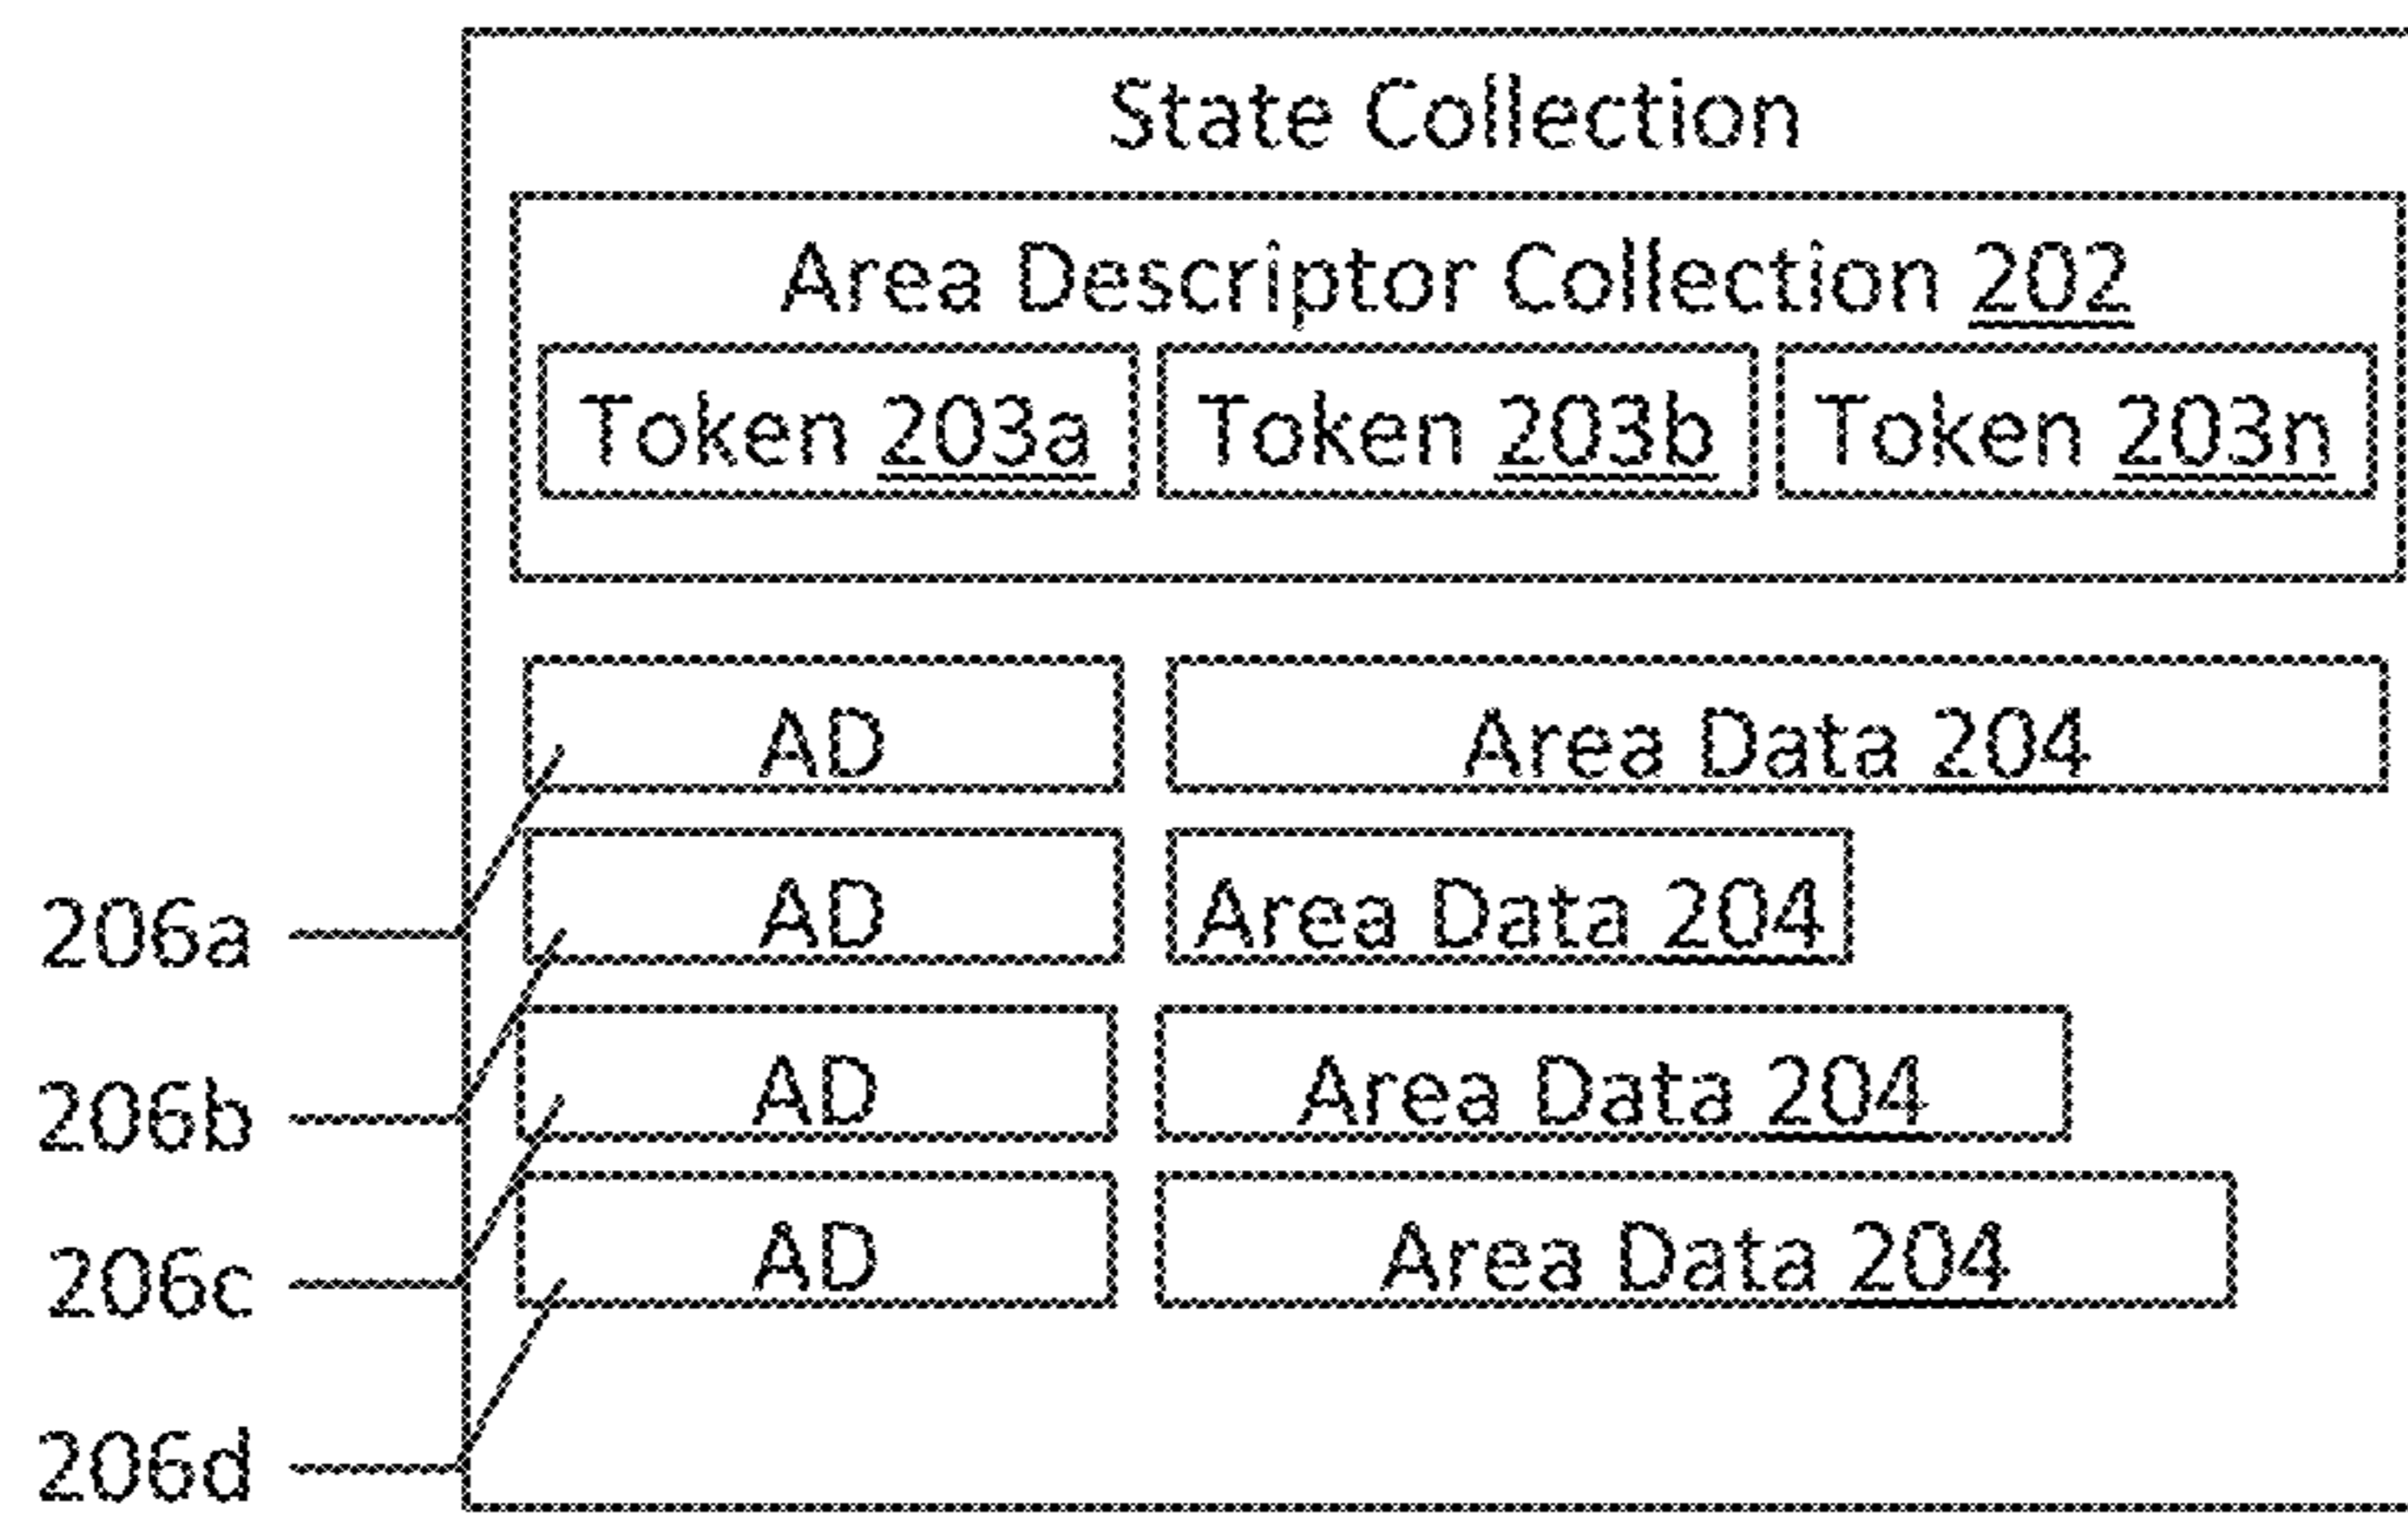 State Collection
Area Descriptor Collection 202
Token 203a Token 203b Token 203n
AD Area Data 204
206a
AD Area Data 204
206b
AD Area Data 204
206c
AD Area Data 204
206d